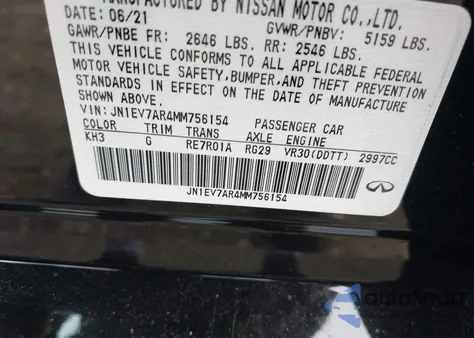 MANUFACTURED BY NISSAN MOTOR CO.,LTD.
DATE: 06/21 GVWR/PNBV: 5159 LBS.
GAWR/PNBE FR: 2646 LBS. RR: 2546 LBS.
THIS VEHICLE CONFORMS TO ALL APPLICABLE FEDERAL
MOTOR VEHICLE SAFETY,BUMPER,AND THEFT PREVENTION
STANDARDS IN EFFECT ON THE DATE OF MANUFACTURE
SHOWN ABOVE.
VIN: JN1EV7AR4MM756154 PASSENGER CAR
COLOR TRIM TRANS AXLE ENGINE
KH3 G RE7R01A RG29 VR30(DDTT) 2997CC
JN1EV7AR4MM756154
AutoSnap